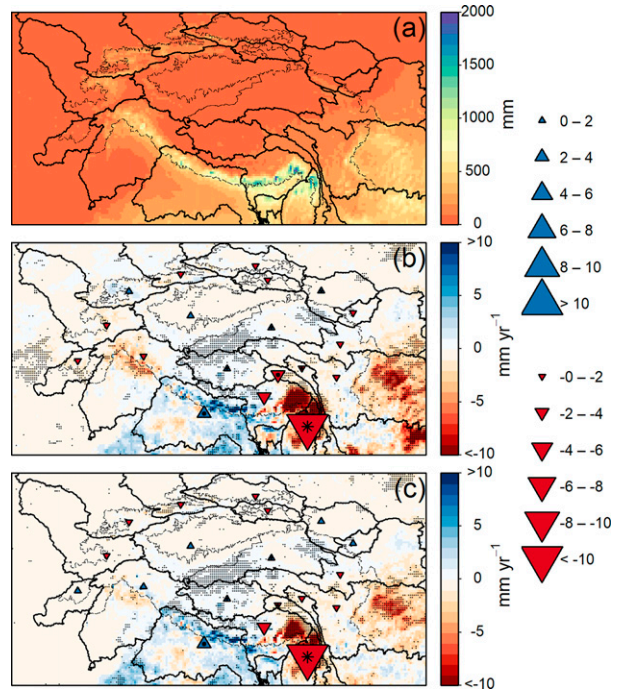 (a)
2000
1500
1000
500
0
mm
(b)
>10
5
0
-5
<-10
mm yr⁻¹
(c)
>10
5
0
-5
<-10
mm yr⁻¹
0 – 2
2 – 4
4 – 6
6 – 8
8 – 10
> 10
-0 – -2
-2 – -4
-4 – -6
-6 – -8
-8 – -10
< -10